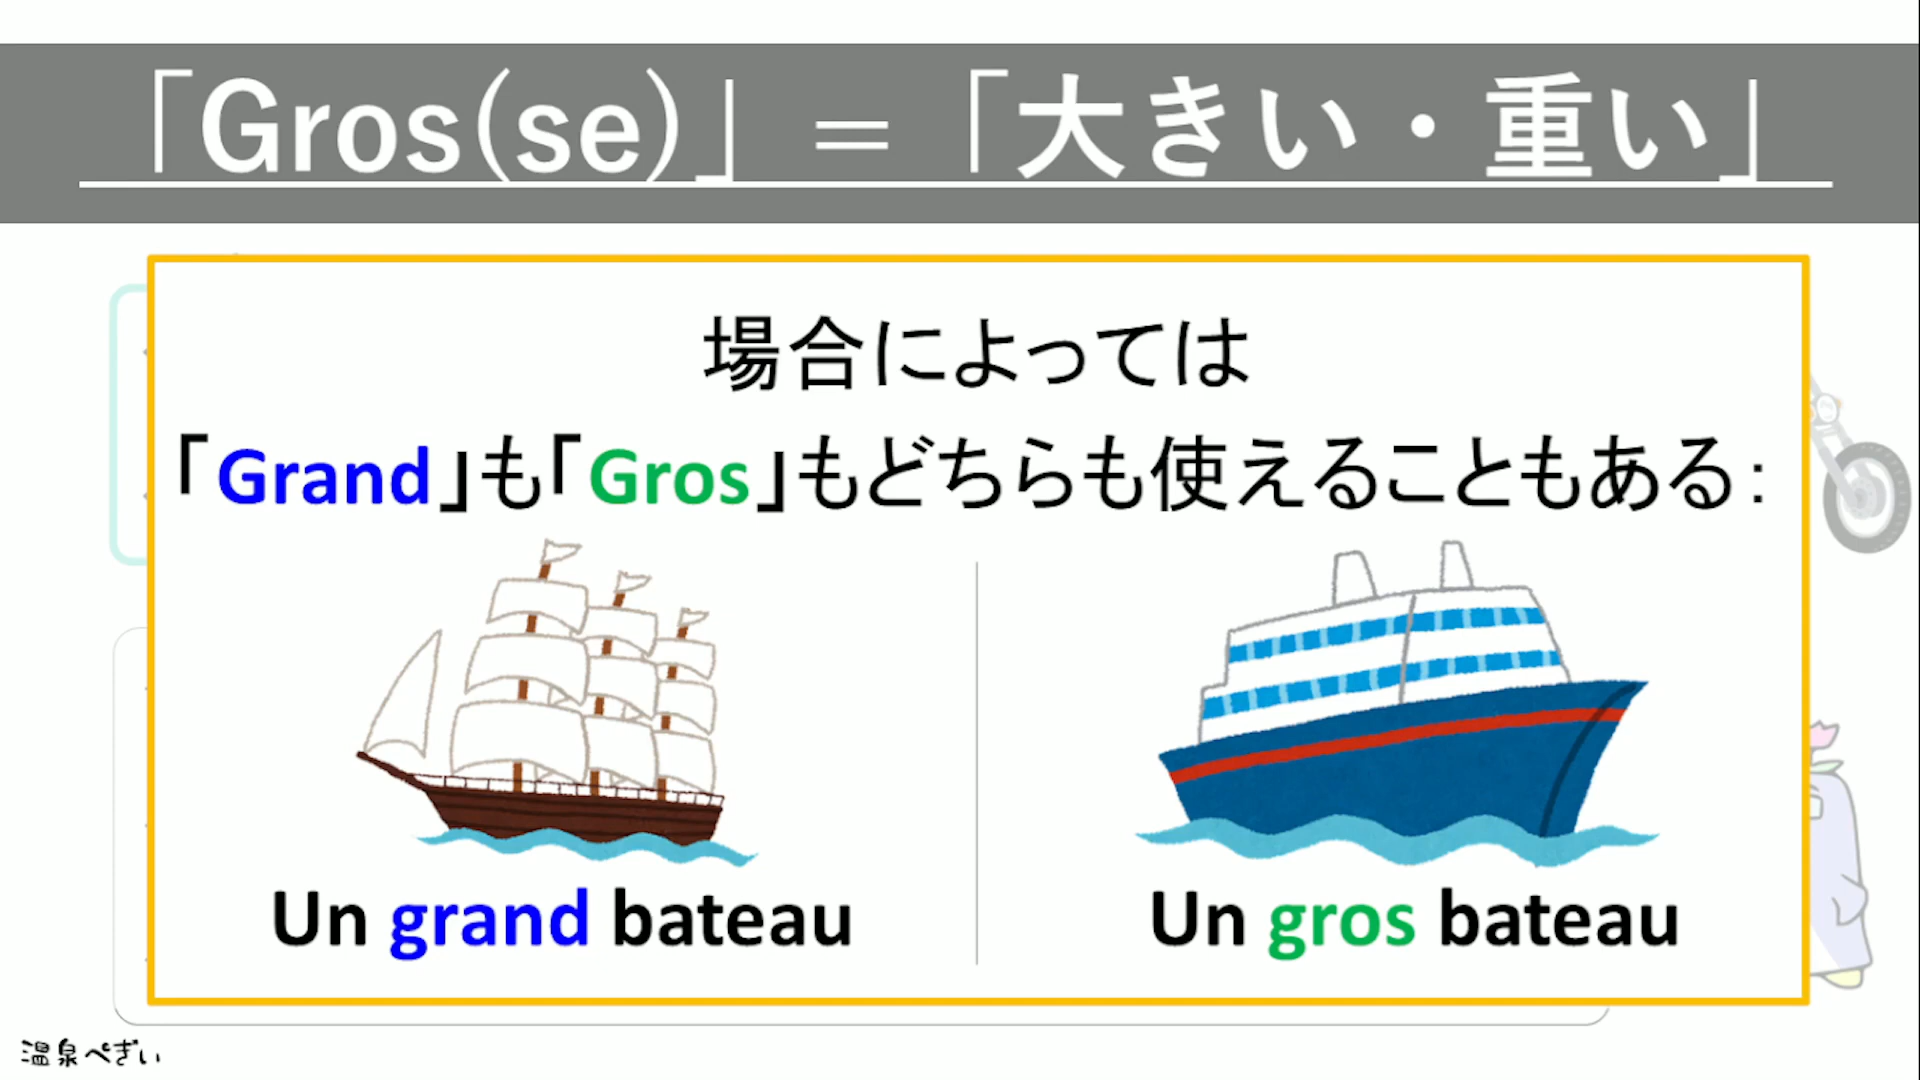 「Gros(se)」 = 「大きい・重い」
場合によっては
「Grand」も「Gros」もどちらも使えることもある：
Un grand bateau
Un gros bateau
温泉ぺぎぃ